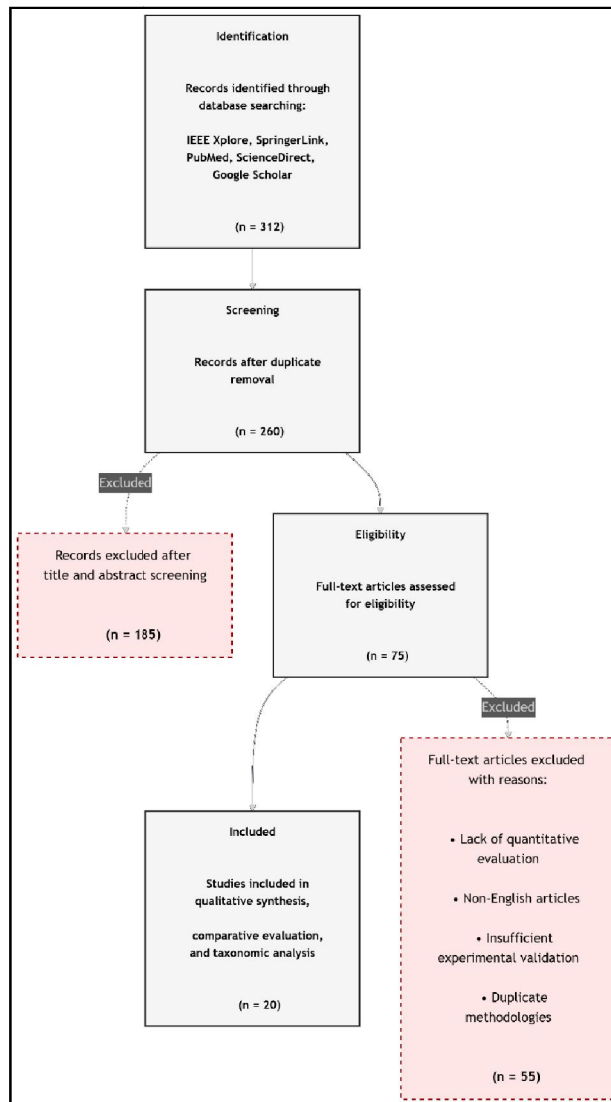 Identification
Records identified through
database searching:
IEEE Xplore, SpringerLink,
PubMed, ScienceDirect,
Google Scholar
(n = 312)
Screening
Records after duplicate
removal
(n = 260)
Excluded
Records excluded after
title and abstract screening
(n = 185)
Eligibility
Full-text articles assessed
for eligibility
(n = 75)
Excluded
Full-text articles excluded
with reasons:
• Lack of quantitative
evaluation
• Non-English articles
• Insufficient
experimental validation
• Duplicate
methodologies
(n = 55)
Included
Studies included in
qualitative synthesis,
comparative evaluation,
and taxonomic analysis
(n = 20)